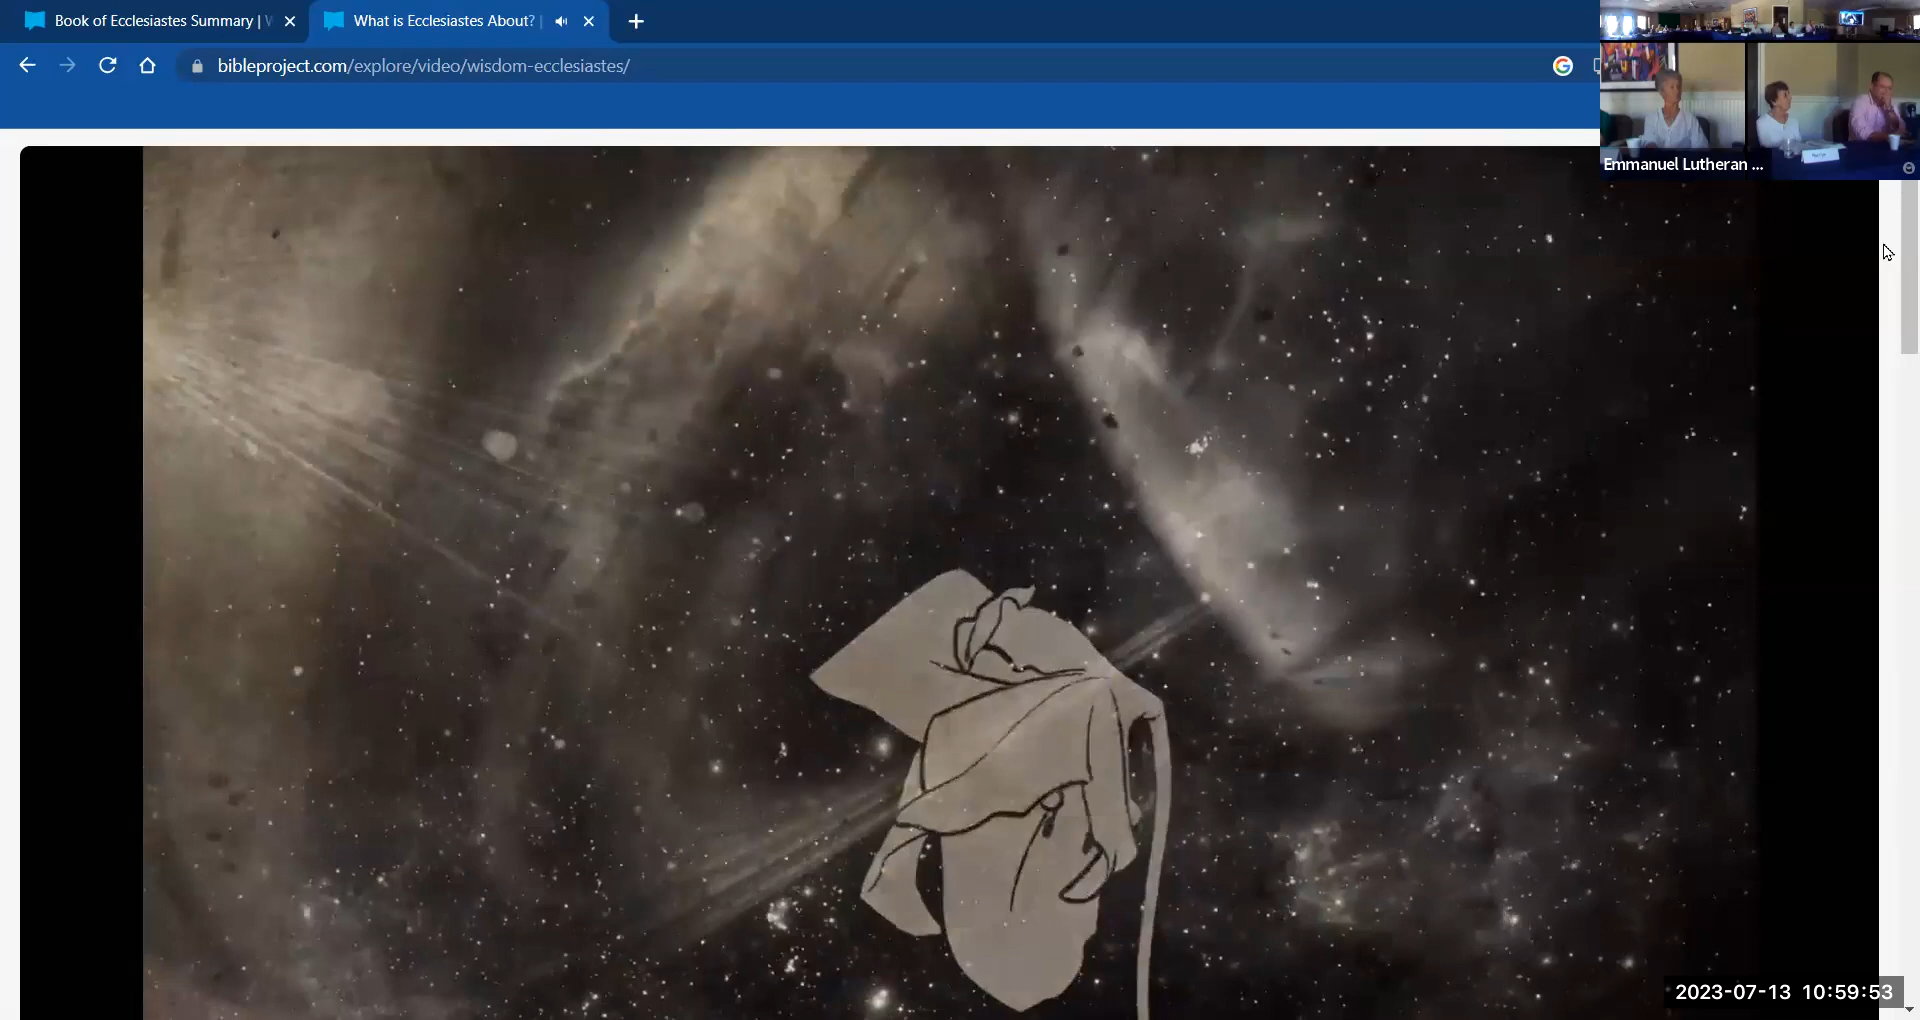 Book of Ecclesiastes Summary |
What is Ecclesiastes About? |
bibleproject.com/explore/video/wisdom-ecclesiastes/
Emmanuel Lutheran ...
2023-07-13 10:59:53